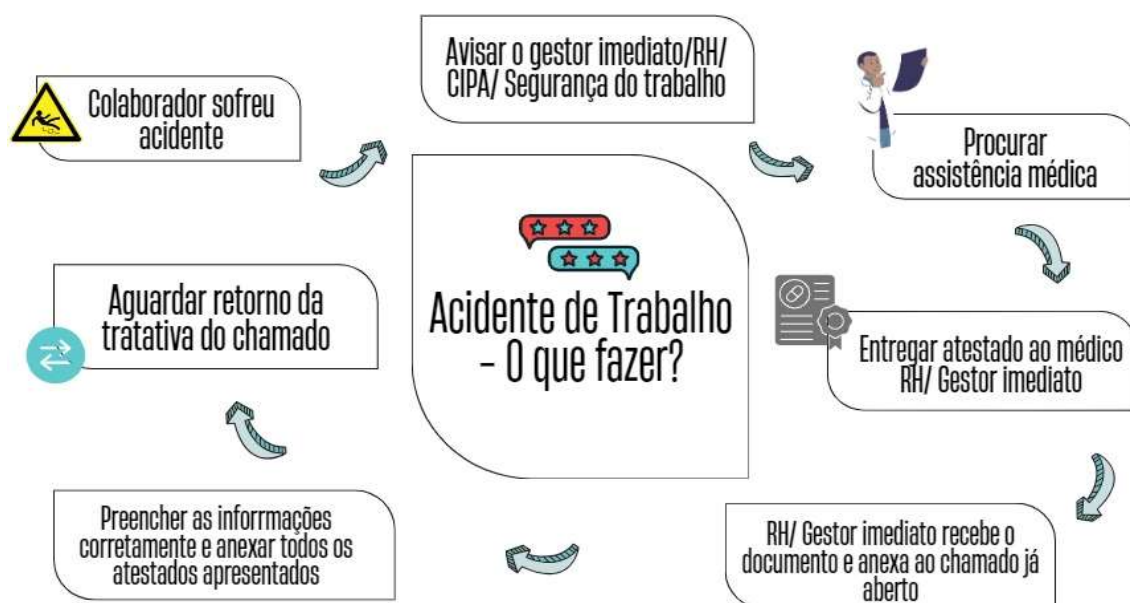 Colaborador sofreu
acidente
Avisar o gestor imediato/RH/
CIPA/ Segurança do trabalho
Procurar
assistência médica
Entregar atestado ao médico
RH/ Gestor imediato
RH/ Gestor imediato recebe o
documento e anexa ao chamado já
aberto
Preencher as inforrmações
corretamente e anexar todos os
atestados apresentados
Aguardar retorno da
tratativa do chamado
Acidente de Trabalho
– O que fazer?